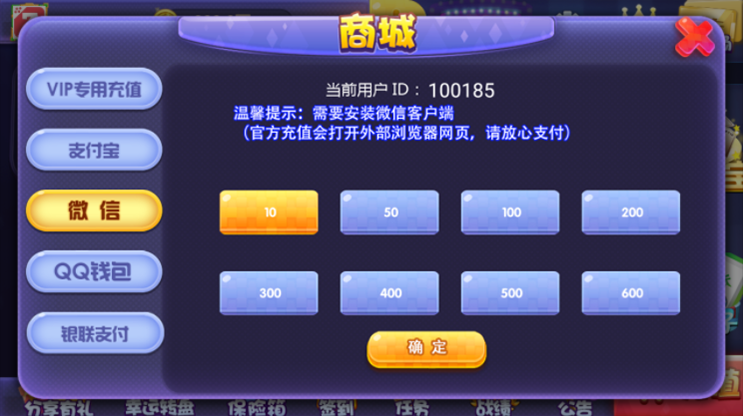 商城
当前用户 ID： 100185
温馨提示：需要安装微信客户端
（官方充值会打开外部浏览器网页，请放心支付）
VIP专用充值
支付宝
微 信
QQ钱包
银联支付
10
50
100
200
300
400
500
600
确 定
分享有礼
幸运转盘
保险箱
签到
任务
战绩
公告